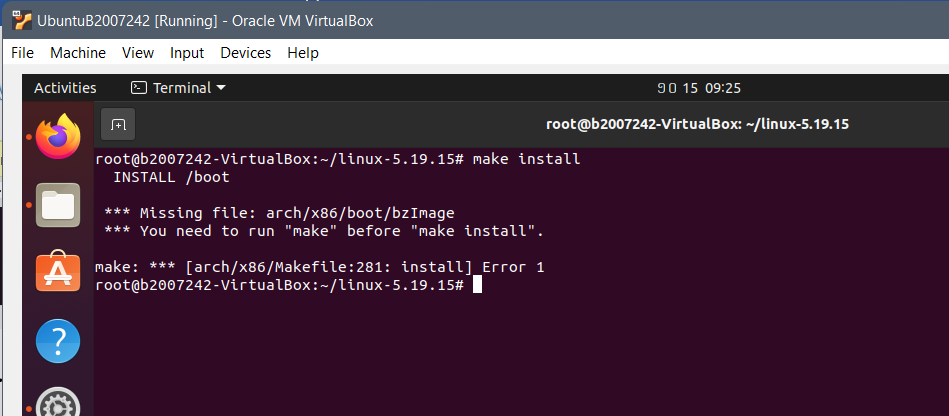 UbuntuB2007242 [Running] - Oracle VM VirtualBox
File Machine View Input Devices Help
Activities Terminal 15 09:25
root@b2007242-VirtualBox: ~/linux-5.19.15
root@b2007242-VirtualBox:~/linux-5.19.15# make install
INSTALL /boot
*** Missing file: arch/x86/boot/bzImage
*** You need to run "make" before "make install".
make: *** [arch/x86/Makefile:281: install] Error 1
root@b2007242-VirtualBox:~/linux-5.19.15#